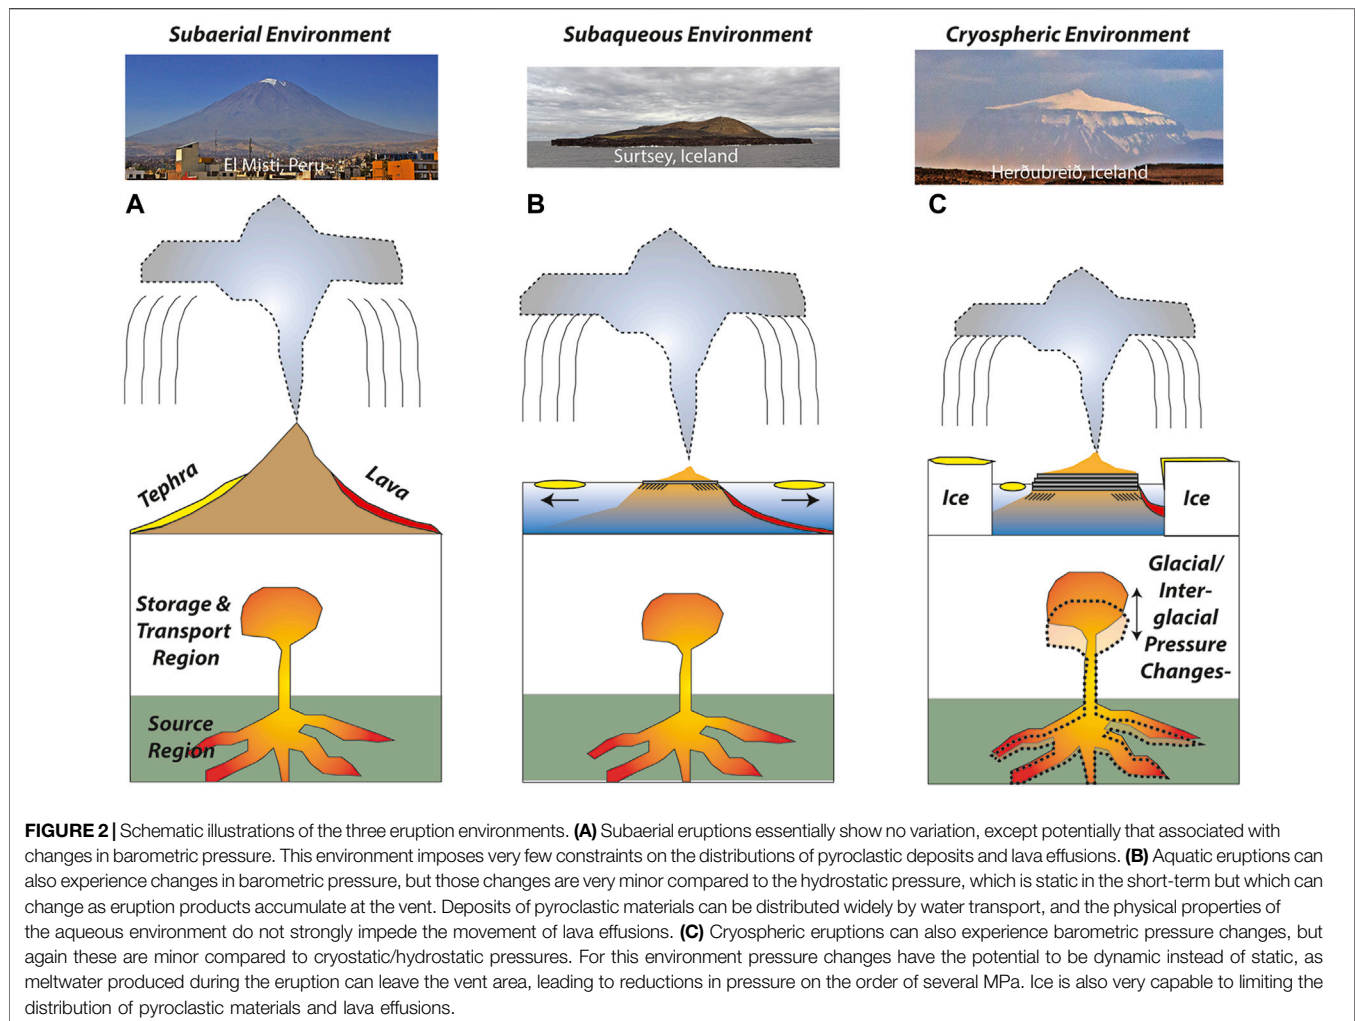 Subaerial Environment
Subaqueous Environment
Cryospheric Environment
El Misti, Peru
Surtsey, Iceland
Herðubreið, Iceland
A
B
C
Tephra
Lava
Ice
Ice
Storage &
Transport
Region
Source
Region
Glacial/
Inter-
glacial
Pressure
Changes-
FIGURE 2 | Schematic illustrations of the three eruption environments. (A) Subaerial eruptions essentially show no variation, except potentially that associated with
changes in barometric pressure. This environment imposes very few constraints on the distributions of pyroclastic deposits and lava effusions. (B) Aquatic eruptions can
also experience changes in barometric pressure, but those changes are very minor compared to the hydrostatic pressure, which is static in the short-term but which can
change as eruption products accumulate at the vent. Deposits of pyroclastic materials can be distributed widely by water transport, and the physical properties of
the aqueous environment do not strongly impede the movement of lava effusions. (C) Cryospheric eruptions can also experience barometric pressure changes, but
again these are minor compared to cryostatic/hydrostatic pressures. For this environment pressure changes have the potential to be dynamic instead of static, as
meltwater produced during the eruption can leave the vent area, leading to reductions in pressure on the order of several MPa. Ice is also very capable to limiting the
distribution of pyroclastic materials and lava effusions.